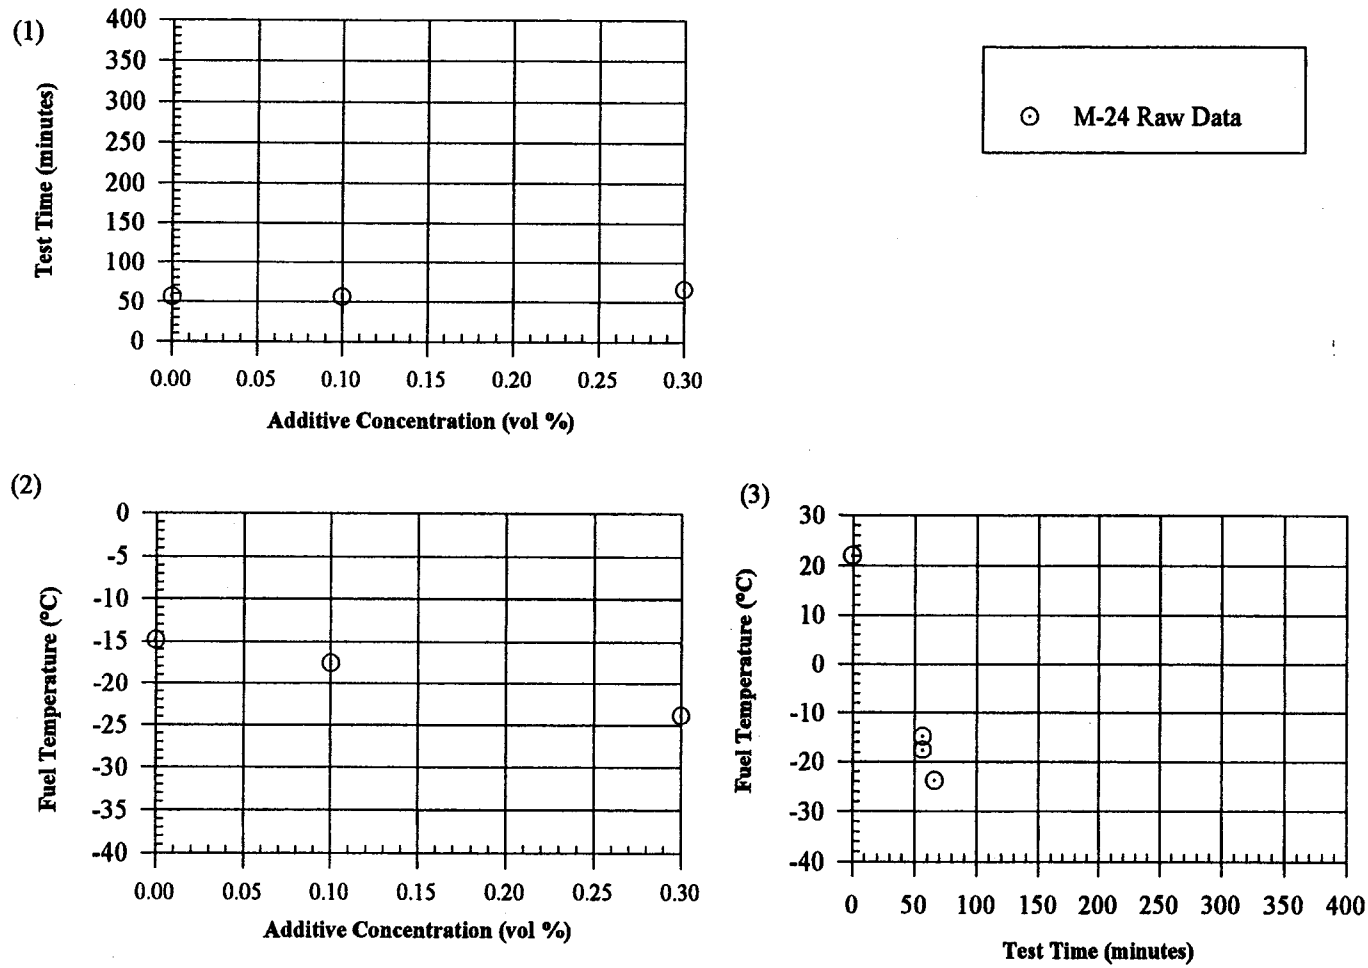 (1)
400
350
300
250
200
150
100
50
0
Test Time (minutes)
0.00 0.05 0.10 0.15 0.20 0.25 0.30
Additive Concentration (vol %)
M-24 Raw Data
(2)
0
-5
-10
-15
-20
-25
-30
-35
-40
Fuel Temperature (°C)
0.00 0.05 0.10 0.15 0.20 0.25 0.30
Additive Concentration (vol %)
(3)
30
20
10
0
-10
-20
-30
-40
Fuel Temperature (°C)
0 50 100 150 200 250 300 350 400
Test Time (minutes)